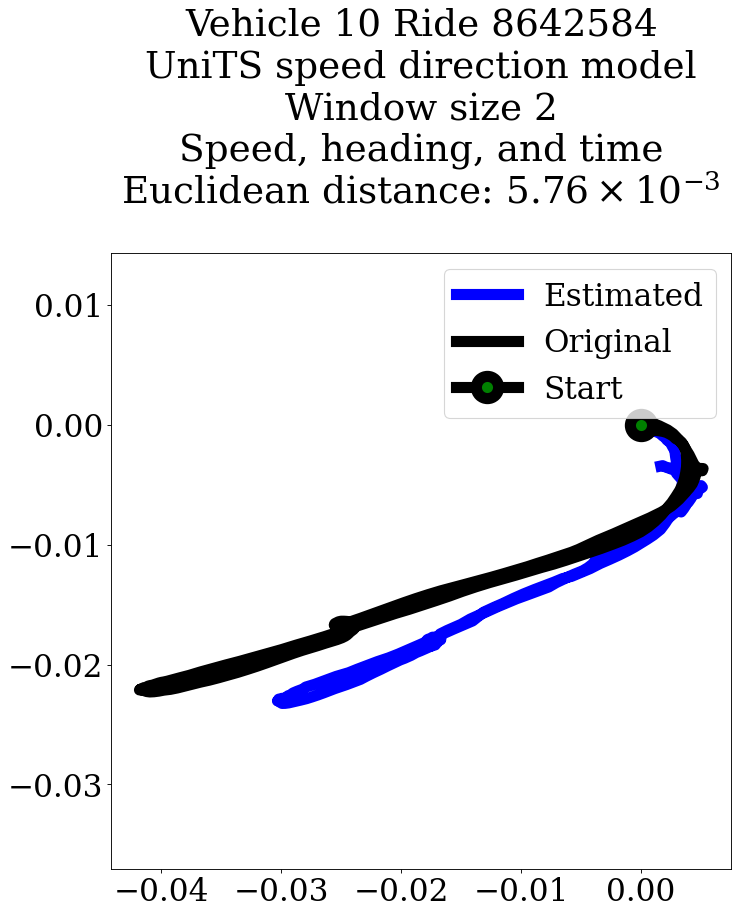 Vehicle 10 Ride 8642584
UniTS speed direction model
Window size 2
Speed, heading, and time
Euclidean distance: 5.76 × 10⁻³
Estimated
Original
Start
0.01
0.00
−0.01
−0.02
−0.03
−0.04 −0.03 −0.02 −0.01 0.00